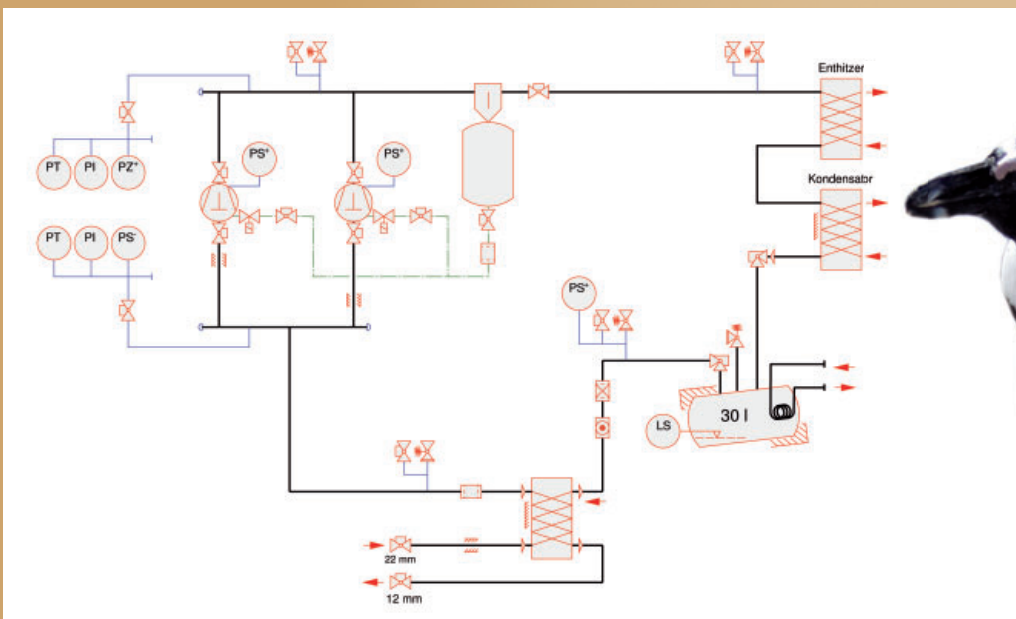 Enthitzer
PS⁺
PS⁺
PT
PI
PZ⁺
Kondensator
PT
PI
PS⁻
PS⁺
30 l
LS
22 mm
12 mm